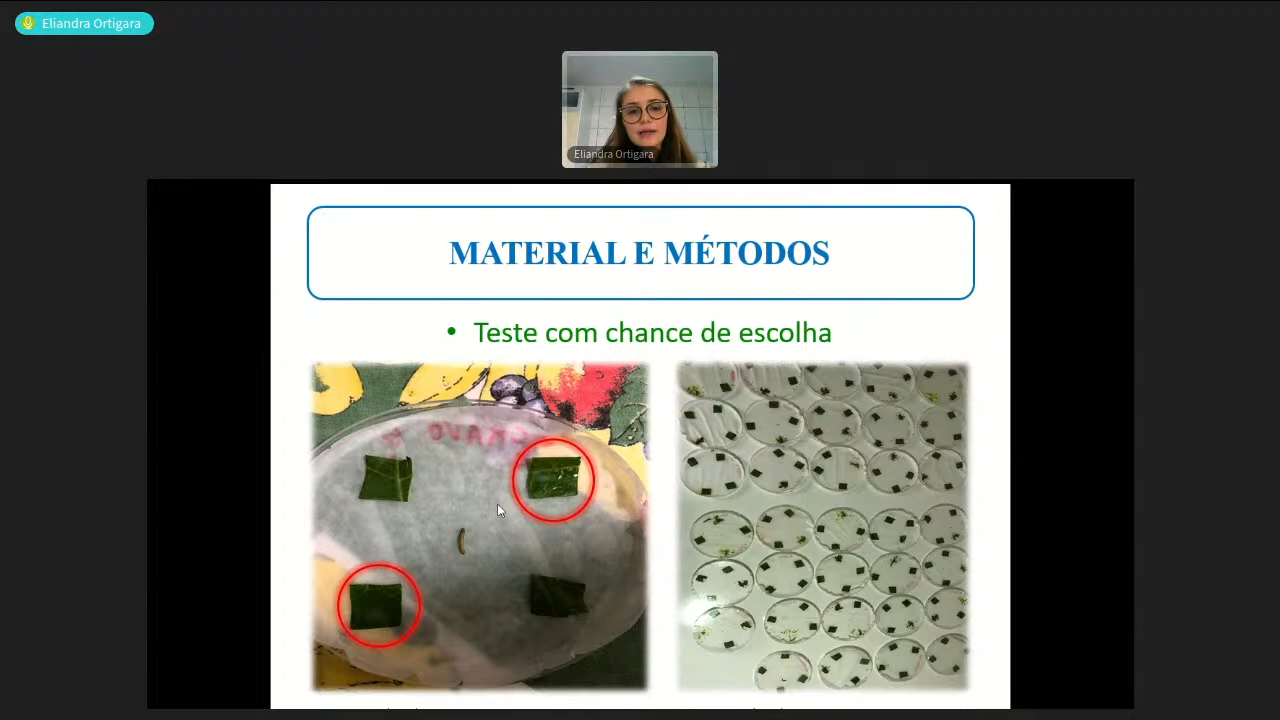 Eliandra Ortigara
Eliandra Ortigara
MATERIAL E MÉTODOS
• Teste com chance de escolha